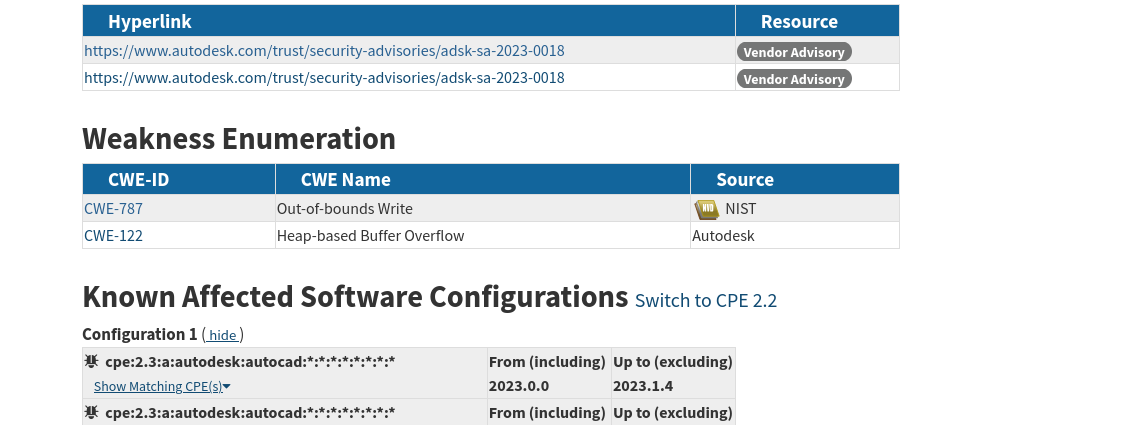 Hyperlink Resource
https://www.autodesk.com/trust/security-advisories/adsk-sa-2023-0018 Vendor Advisory
https://www.autodesk.com/trust/security-advisories/adsk-sa-2023-0018 Vendor Advisory
Weakness Enumeration
CWE-ID CWE Name Source
CWE-787 Out-of-bounds Write NVD NIST
CWE-122 Heap-based Buffer Overflow Autodesk
Known Affected Software Configurations Switch to CPE 2.2
Configuration 1 ( hide )
cpe:2.3:a:autodesk:autocad:*:*:*:*:*:*:*:* From (including) Up to (excluding)
Show Matching CPE(s) 2023.0.0 2023.1.4
cpe:2.3:a:autodesk:autocad:*:*:*:*:*:*:*:* From (including) Up to (excluding)